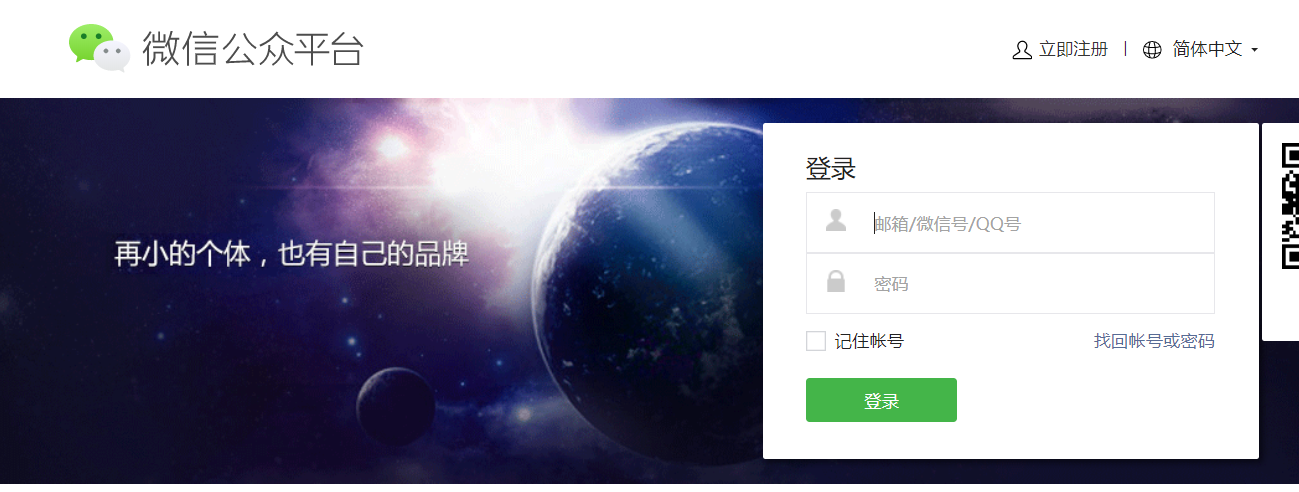 微信公众平台
立即注册 | 简体中文
再小的个体，也有自己的品牌
登录
邮箱/微信号/QQ号
密码
记住帐号 找回帐号或密码
登录